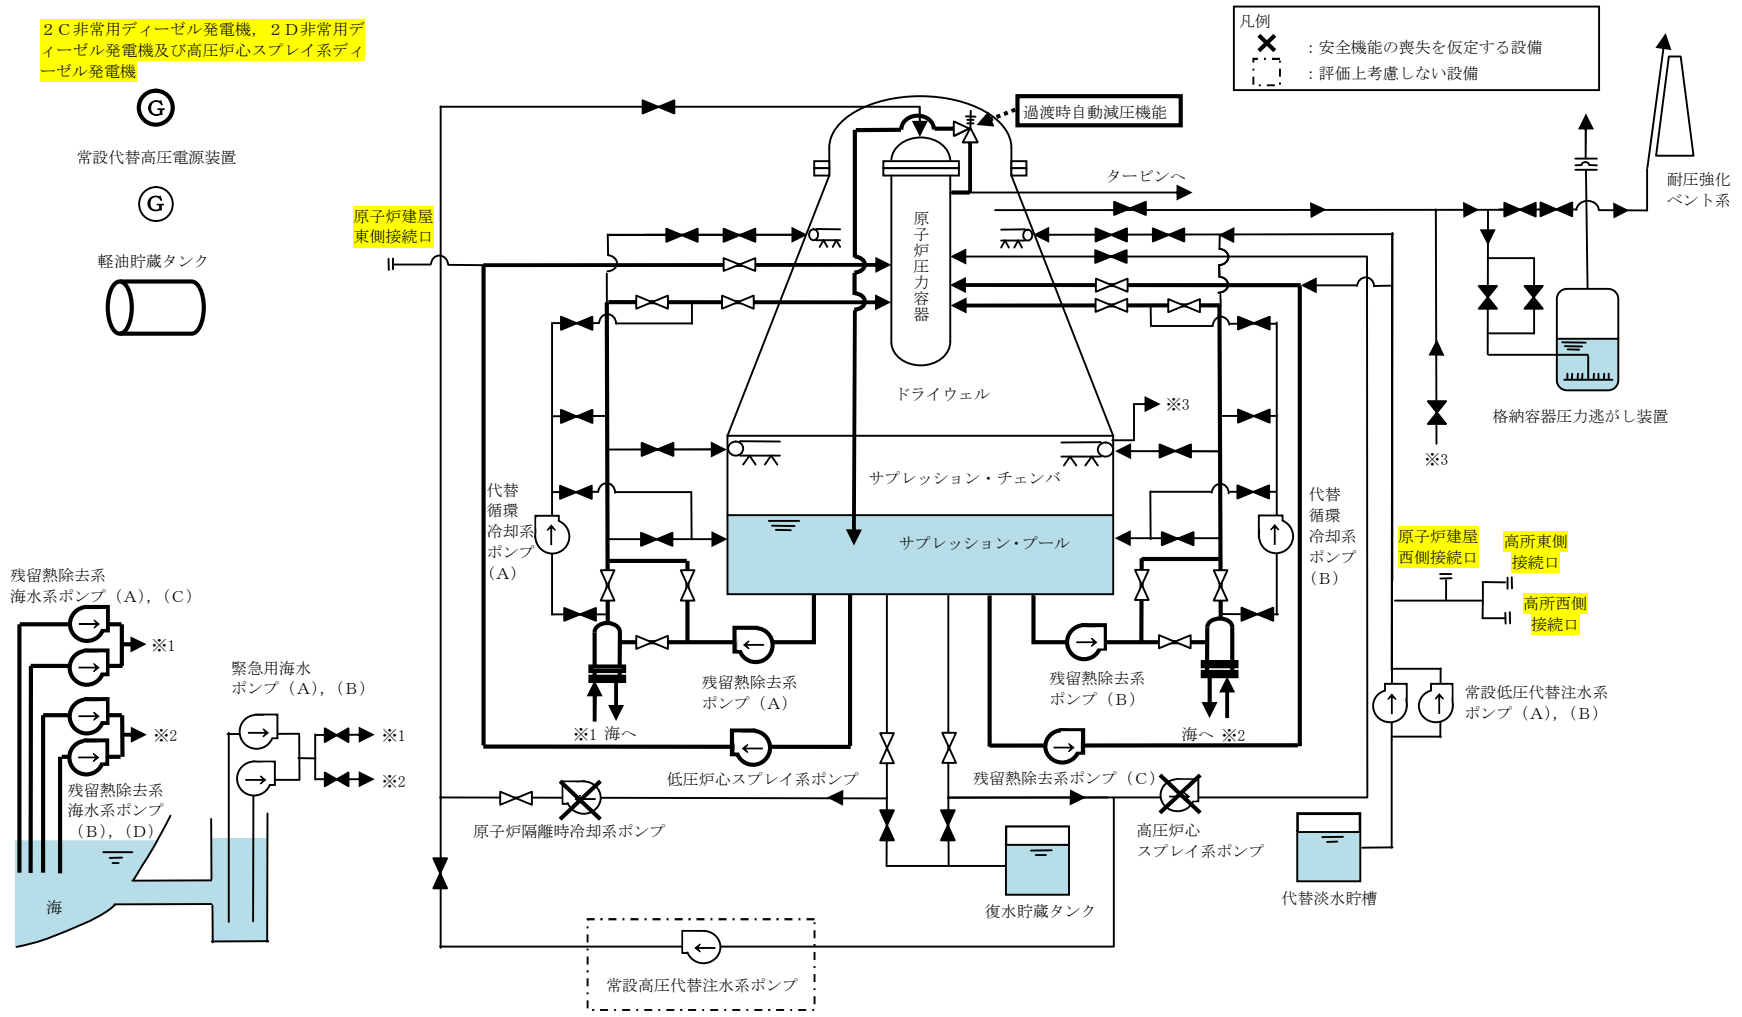 ２Ｃ非常用ディーゼル発電機，２Ｄ非常用デ
ィーゼル発電機及び高圧炉心スプレイ系ディ
ーゼル発電機
G
常設代替高圧電源装置
G
軽油貯蔵タンク
原子炉建屋
東側接続口
凡例
：安全機能の喪失を仮定する設備
：評価上考慮しない設備
過渡時自動減圧機能
タービンへ
耐圧強化
ベント系
原子炉圧力容器
ドライウェル
※3
※3
格納容器圧力逃がし装置
サプレッション・チェンバ
サプレッション・プール
代替
循環
冷却系
ポンプ
（A）
代替
循環
冷却系
ポンプ
（B）
原子炉建屋
西側接続口
高所東側
接続口
高所西側
接続口
残留熱除去系
海水系ポンプ（A），（C）
※1
※2
残留熱除去系
海水系ポンプ
（B），（D）
緊急用海水
ポンプ（A），（B）
※1
※2
海
残留熱除去系
ポンプ（A）
残留熱除去系
ポンプ（B）
※1 海へ
海へ ※2
常設低圧代替注水系
ポンプ（A），（B）
低圧炉心スプレイ系ポンプ
残留熱除去系ポンプ（C）
原子炉隔離時冷却系ポンプ
高圧炉心
スプレイ系ポンプ
復水貯蔵タンク
代替淡水貯槽
常設高圧代替注水系ポンプ